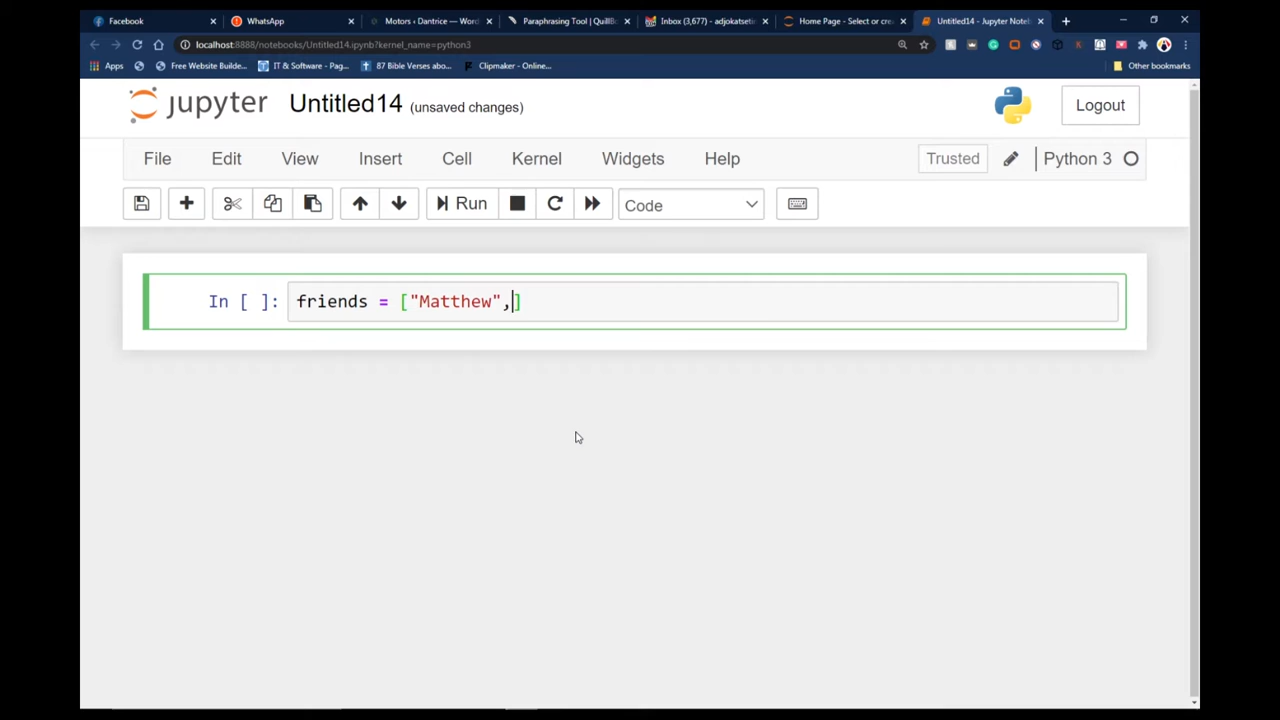 Facebook WhatsApp Motors ‹ Dantrice — Word Paraphrasing Tool | QuillB Inbox (3,677) - adjokatseti Home Page - Select or cre Untitled14 - Jupyter Noteb
localhost:8888/notebooks/Untitled14.ipynb?kernel_name=python3
Apps Free Website Builde... IT & Software - Pag... 87 Bible Verses abo... Clipmaker - Online... Other bookmarks
jupyter Untitled14 (unsaved changes) Logout
File Edit View Insert Cell Kernel Widgets Help Trusted Python 3
Run Code
In [ ]: friends = ["Matthew",]